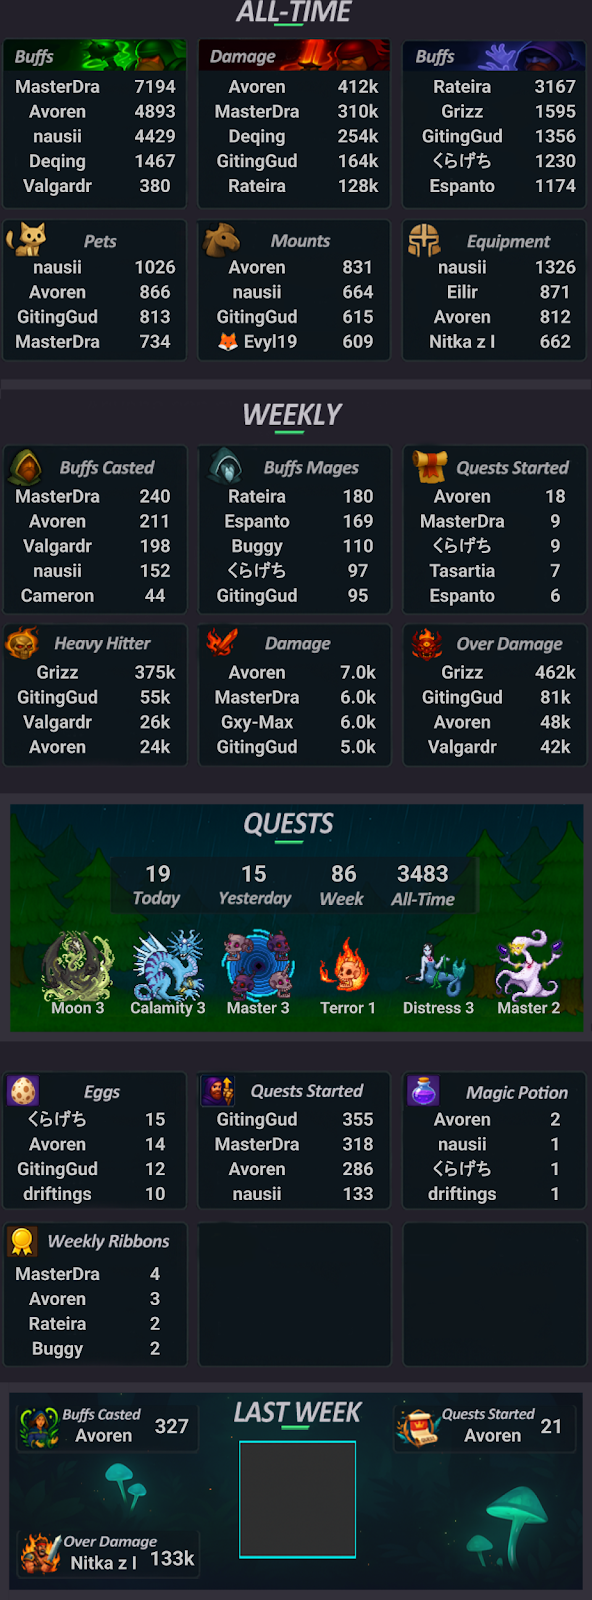 ALL-TIME
Buffs
MasterDra 7194
Avoren 4893
nausii 4429
Deqing 1467
Valgardr 380
Damage
Avoren 412k
MasterDra 310k
Deqing 254k
GitingGud 164k
Rateira 128k
Buffs
Rateira 3167
Grizz 1595
GitingGud 1356
くらげち 1230
Espanto 1174
Pets
nausii 1026
Avoren 866
GitingGud 813
MasterDra 734
Mounts
Avoren 831
nausii 664
GitingGud 615
🦊 Evyl19 609
Equipment
nausii 1326
Eilir 871
Avoren 812
Nitka z I 662
WEEKLY
Buffs Casted
MasterDra 240
Avoren 211
Valgardr 198
nausii 152
Cameron 44
Buffs Mages
Rateira 180
Espanto 169
Buggy 110
くらげち 97
GitingGud 95
Quests Started
Avoren 18
MasterDra 9
くらげち 9
Tasartia 7
Espanto 6
Heavy Hitter
Grizz 375k
GitingGud 55k
Valgardr 26k
Avoren 24k
Damage
Avoren 7.0k
MasterDra 6.0k
Gxy-Max 6.0k
GitingGud 5.0k
Over Damage
Grizz 462k
GitingGud 81k
Avoren 48k
Valgardr 42k
QUESTS
19 15 86 3483
Today Yesterday Week All-Time
Moon 3 Calamity 3 Master 3 Terror 1 Distress 3 Master 2
Eggs
くらげち 15
Avoren 14
GitingGud 12
driftings 10
Quests Started
GitingGud 355
MasterDra 318
Avoren 286
nausii 133
Magic Potion
Avoren 2
nausii 1
くらげち 1
driftings 1
Weekly Ribbons
MasterDra 4
Avoren 3
Rateira 2
Buggy 2
LAST WEEK
Buffs Casted
Avoren 327
Quests Started
Avoren 21
Over Damage
Nitka z I 133k